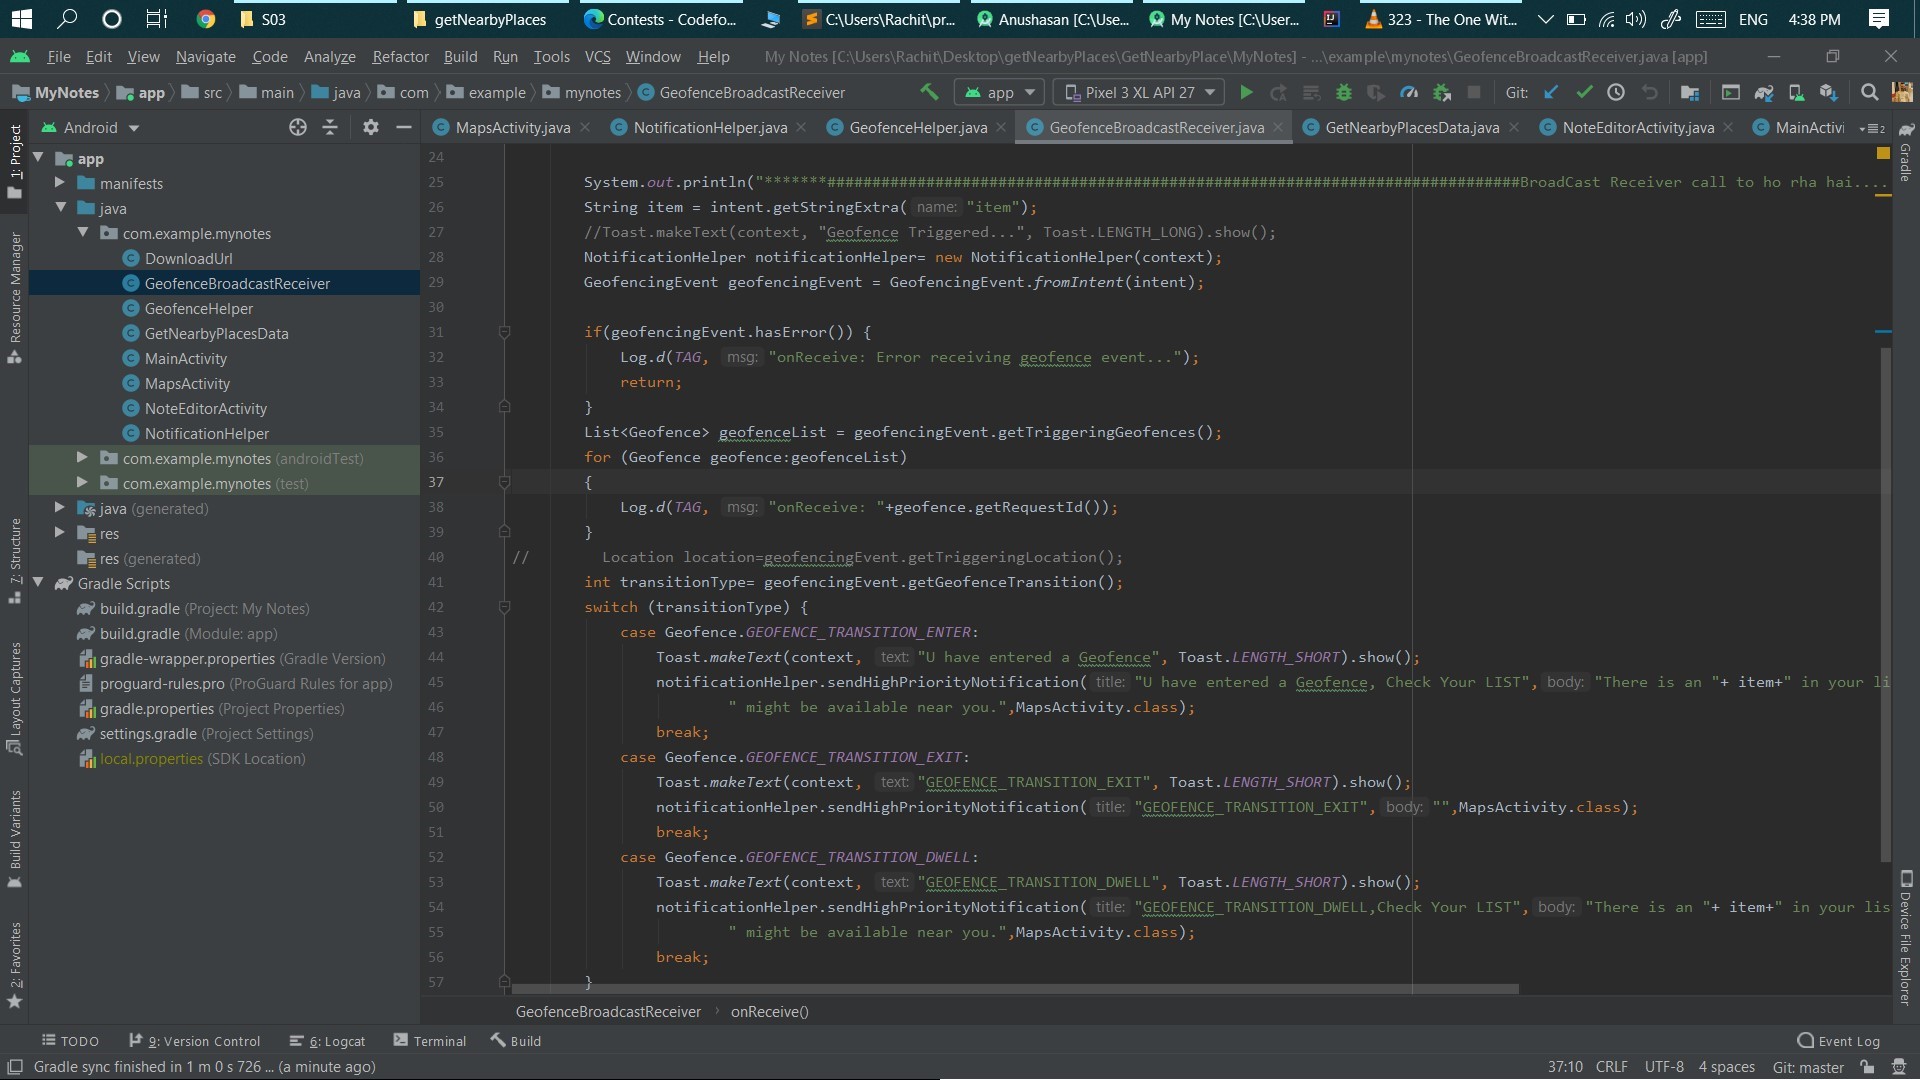 S03
getNearbyPlaces
Contests - Codefo...
C:\Users\Rachit\pr...
Anushasan [C:\Use...
My Notes [C:\User...
323 - The One Wit...
ENG
4:38 PM
File Edit View Navigate Code Analyze Refactor Build Run Tools VCS Window Help
My Notes [C:\Users\Rachit\Desktop\getNearbyPlaces\GetNearbyPlace\MyNotes] - ...\example\mynotes\GeofenceBroadcastReceiver.java [app]
MyNotes app src main java com example mynotes GeofenceBroadcastReceiver
app
Pixel 3 XL API 27
Git:
Android
MapsActivity.java
NotificationHelper.java
GeofenceHelper.java
GeofenceBroadcastReceiver.java
GetNearbyPlacesData.java
NoteEditorActivity.java
MainActivi
1: Project
Resource Manager
7: Structure
Layout Captures
Build Variants
2: Favorites
app
manifests
java
com.example.mynotes
DownloadUrl
GeofenceBroadcastReceiver
GeofenceHelper
GetNearbyPlacesData
MainActivity
MapsActivity
NoteEditorActivity
NotificationHelper
com.example.mynotes (androidTest)
com.example.mynotes (test)
java (generated)
res
res (generated)
Gradle Scripts
build.gradle (Project: My Notes)
build.gradle (Module: app)
gradle-wrapper.properties (Gradle Version)
proguard-rules.pro (ProGuard Rules for app)
gradle.properties (Project Properties)
settings.gradle (Project Settings)
local.properties (SDK Location)
24
25 System.out.println("*******#############################################################################BroadCast Receiver call to ho rha hai....
26 String item = intent.getStringExtra( name: "item");
27 //Toast.makeText(context, "Geofence Triggered...", Toast.LENGTH_LONG).show();
28 NotificationHelper notificationHelper= new NotificationHelper(context);
29 GeofencingEvent geofencingEvent = GeofencingEvent.fromIntent(intent);
30
31 if(geofencingEvent.hasError()) {
32 Log.d(TAG, msg: "onReceive: Error receiving geofence event...");
33 return;
34 }
35 List<Geofence> geofenceList = geofencingEvent.getTriggeringGeofences();
36 for (Geofence geofence:geofenceList)
37 {
38 Log.d(TAG, msg: "onReceive: "+geofence.getRequestId());
39 }
40 // Location location=geofencingEvent.getTriggeringLocation();
41 int transitionType= geofencingEvent.getGeofenceTransition();
42 switch (transitionType) {
43 case Geofence.GEOFENCE_TRANSITION_ENTER:
44 Toast.makeText(context, text: "U have entered a Geofence", Toast.LENGTH_SHORT).show();
45 notificationHelper.sendHighPriorityNotification( title: "U have entered a Geofence, Check Your LIST", body: "There is an "+ item+" in your li
46 " might be available near you.",MapsActivity.class);
47 break;
48 case Geofence.GEOFENCE_TRANSITION_EXIT:
49 Toast.makeText(context, text: "GEOFENCE_TRANSITION_EXIT", Toast.LENGTH_SHORT).show();
50 notificationHelper.sendHighPriorityNotification( title: "GEOFENCE_TRANSITION_EXIT", body: "",MapsActivity.class);
51 break;
52 case Geofence.GEOFENCE_TRANSITION_DWELL:
53 Toast.makeText(context, text: "GEOFENCE_TRANSITION_DWELL", Toast.LENGTH_SHORT).show();
54 notificationHelper.sendHighPriorityNotification( title: "GEOFENCE_TRANSITION_DWELL,Check Your LIST", body: "There is an "+ item+" in your lis
55 " might be available near you.",MapsActivity.class);
56 break;
57 }
Gradle
Device File Explorer
GeofenceBroadcastReceiver onReceive()
TODO 9: Version Control 6: Logcat Terminal Build Event Log
Gradle sync finished in 1 m 0 s 726 ... (a minute ago)
37:10 CRLF UTF-8 4 spaces Git: master